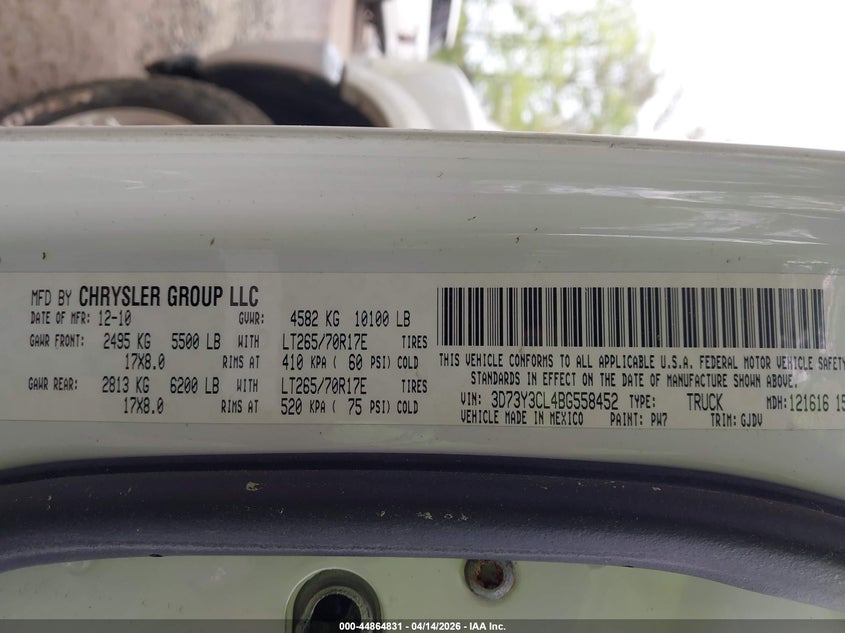 MFD BY CHRYSLER GROUP LLC
DATE OF MFR: 12-10 GVWR: 4582 KG 10100 LB
GAWR FRONT: 2495 KG 5500 LB WITH LT265/70R17E TIRES
17X8.0 RIMS AT 410 KPA ( 60 PSI) COLD
GAWR REAR: 2813 KG 6200 LB WITH LT265/70R17E TIRES
17X8.0 RIMS AT 520 KPA ( 75 PSI) COLD
THIS VEHICLE CONFORMS TO ALL APPLICABLE U.S.A. FEDERAL MOTOR VEHICLE SAFETY
STANDARDS IN EFFECT ON THE DATE OF MANUFACTURE SHOWN ABOVE.
VIN: 3D73Y3CL4BG558452 TYPE: TRUCK MDH: 121616 15
VEHICLE MADE IN MEXICO PAINT: PW7 TRIM: GJDV
000-44864831 - 04/14/2026 - IAA Inc.